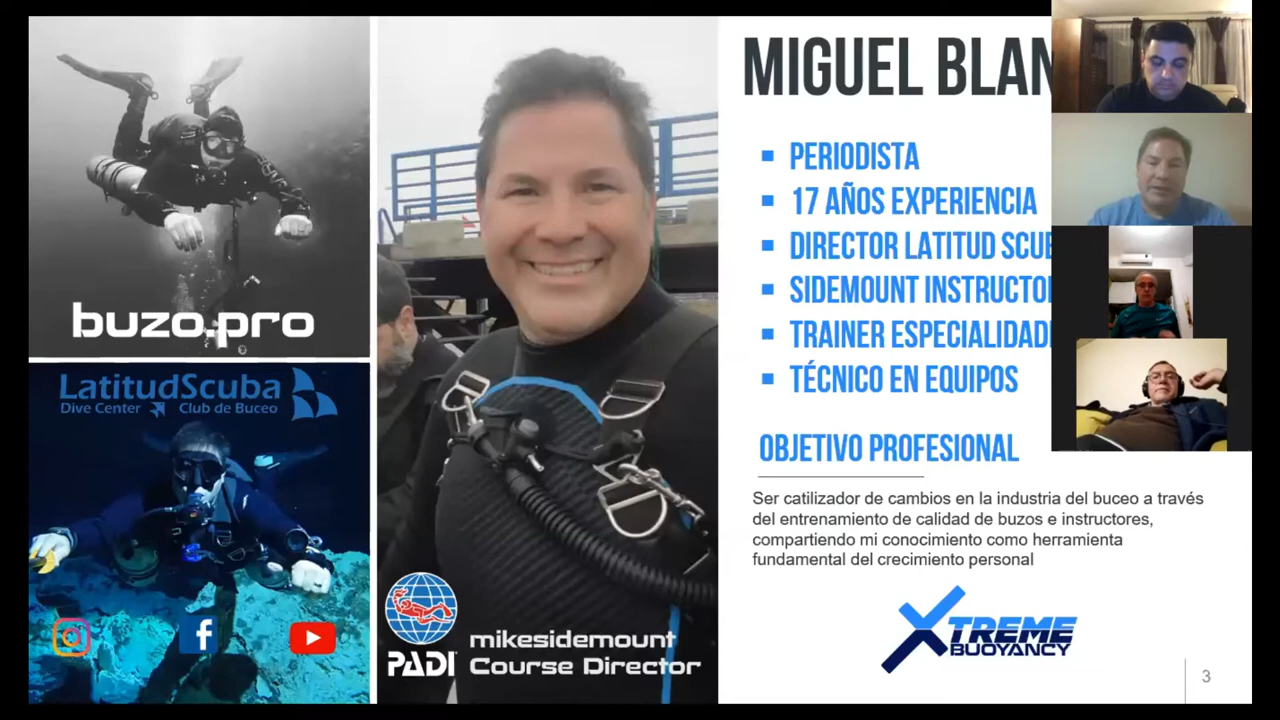 buzo.pro
LatitudScuba
Dive Center
Club de Buceo
PADI
mikesidemount
Course Director
MIGUEL BLAN
PERIODISTA
17 AÑOS EXPERIENCIA
DIRECTOR LATITUD SCUB
SIDEMOUNT INSTRUCTOR
TRAINER ESPECIALIDADE
TÉCNICO EN EQUIPOS
OBJETIVO PROFESIONAL
Ser catilizador de cambios en la industria del buceo a través
del entrenamiento de calidad de buzos e instructores,
compartiendo mi conocimiento como herramienta
fundamental del crecimiento personal
XTREME
BUOYANCY
3